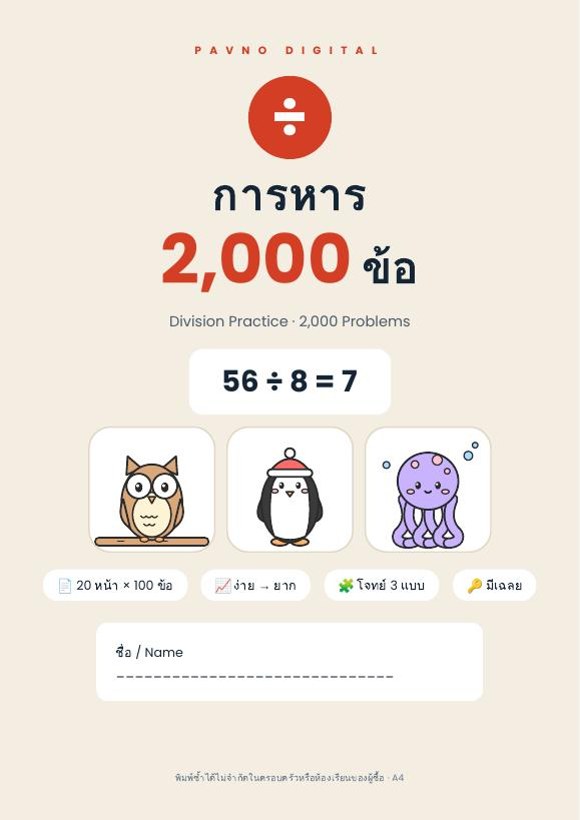 PAVNO DIGITAL
÷
การหาร
2,000 ข้อ
Division Practice · 2,000 Problems
56 ÷ 8 = 7
📄 20 หน้า × 100 ข้อ
📈 ง่าย → ยาก
🧩 โจทย์ 3 แบบ
🔑 มีเฉลย
ชื่อ / Name
______________________________
พิมพ์ซ้ำได้ไม่จำกัดในครอบครัวหรือห้องเรียนของผู้ซื้อ · A4